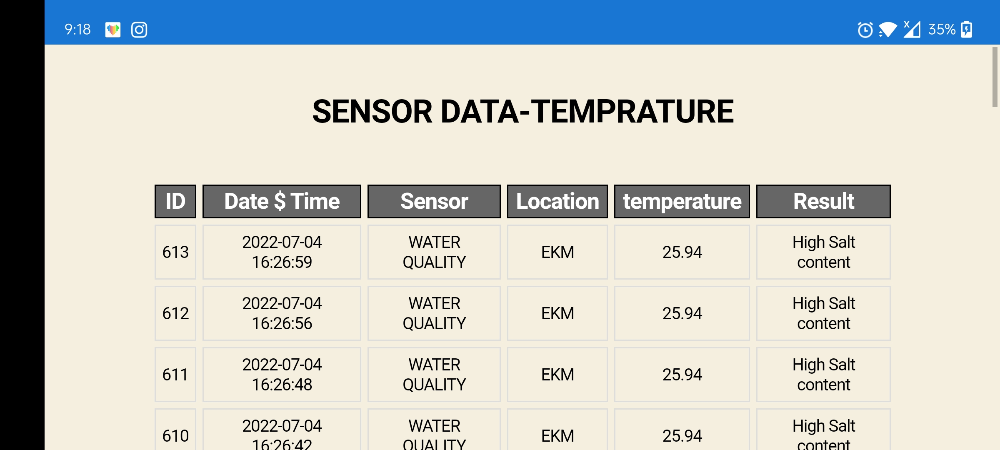 9:18
X
35%
SENSOR DATA-TEMPRATURE
ID Date $ Time Sensor Location temperature Result
613 2022-07-04 16:26:59 WATER QUALITY EKM 25.94 High Salt content
612 2022-07-04 16:26:56 WATER QUALITY EKM 25.94 High Salt content
611 2022-07-04 16:26:48 WATER QUALITY EKM 25.94 High Salt content
610 2022-07-04 16:26:42 WATER QUALITY EKM 25.94 High Salt content